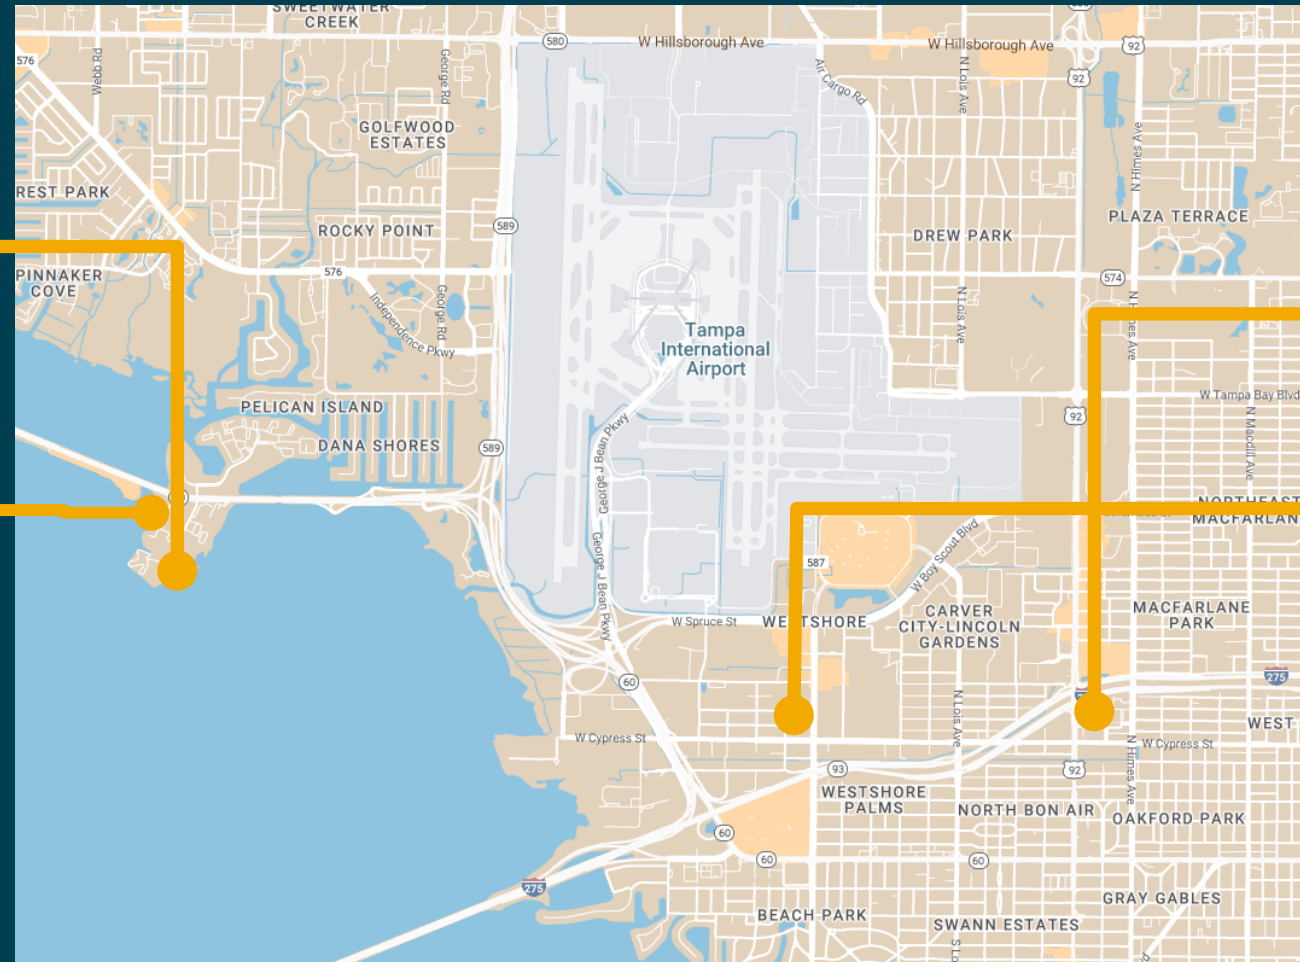 SWEETWATER
CREEK
580
W Hillsborough Ave
W Hillsborough Ave
92
576
Webb Rd
George Rd
Air Cargo Rd
N Lois Ave
92
GOLFWOOD
ESTATES
N Himes Ave
REST PARK
ROCKY POINT
589
DREW PARK
PLAZA TERRACE
PINNAKER
COVE
576
574
Independence Pkwy
George Rd
N Lois Ave
Tampa
International
Airport
W Tampa Bay Blvd
PELICAN ISLAND
92
DANA SHORES
589
George J Bean Pkwy
N Macdill Ave
NORTHEAST
MACFARLAN
W Boy Scout Blvd
587
George J Bean Pkwy
W Spruce St
CARVER
CITY-LINCOLN
GARDENS
MACFARLANE
PARK
60
275
N Lois Ave
WEST
W Cypress St
W Cypress St
93
92
N Himes Ave
WESTSHORE
PALMS
NORTH BON AIR
OAKFORD PARK
60
60
60
275
GRAY GABLES
BEACH PARK
SWANN ESTATES